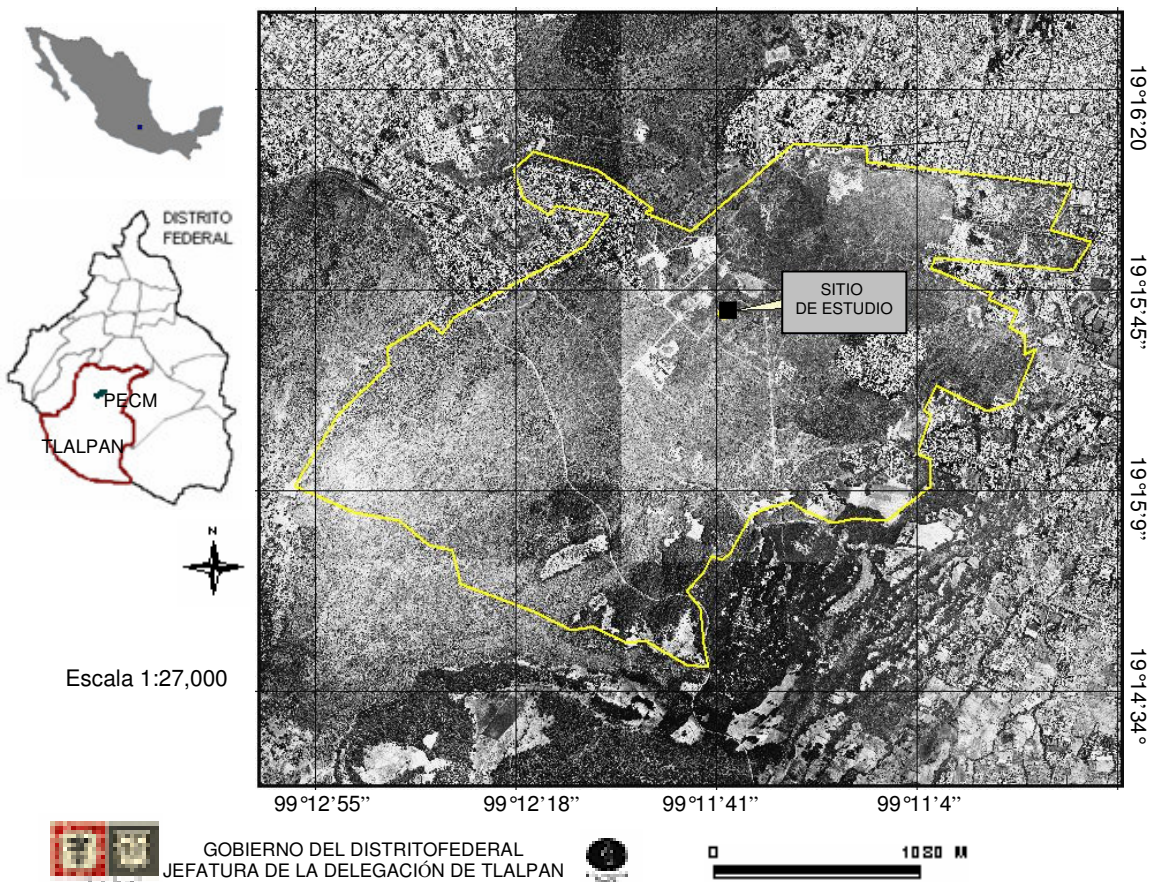 DISTRITO
FEDERAL
PECM
TLALPAN
N
Escala 1:27,000
SITIO
DE ESTUDIO
19°16'20
19°15'45”
19°15'9”
19°14'34°
99°12'55”
99°12'18”
99°11'41”
99°11'4”
GOBIERNO DEL DISTRITOFEDERAL
JEFATURA DE LA DELEGACIÓN DE TLALPAN
0
1080 M